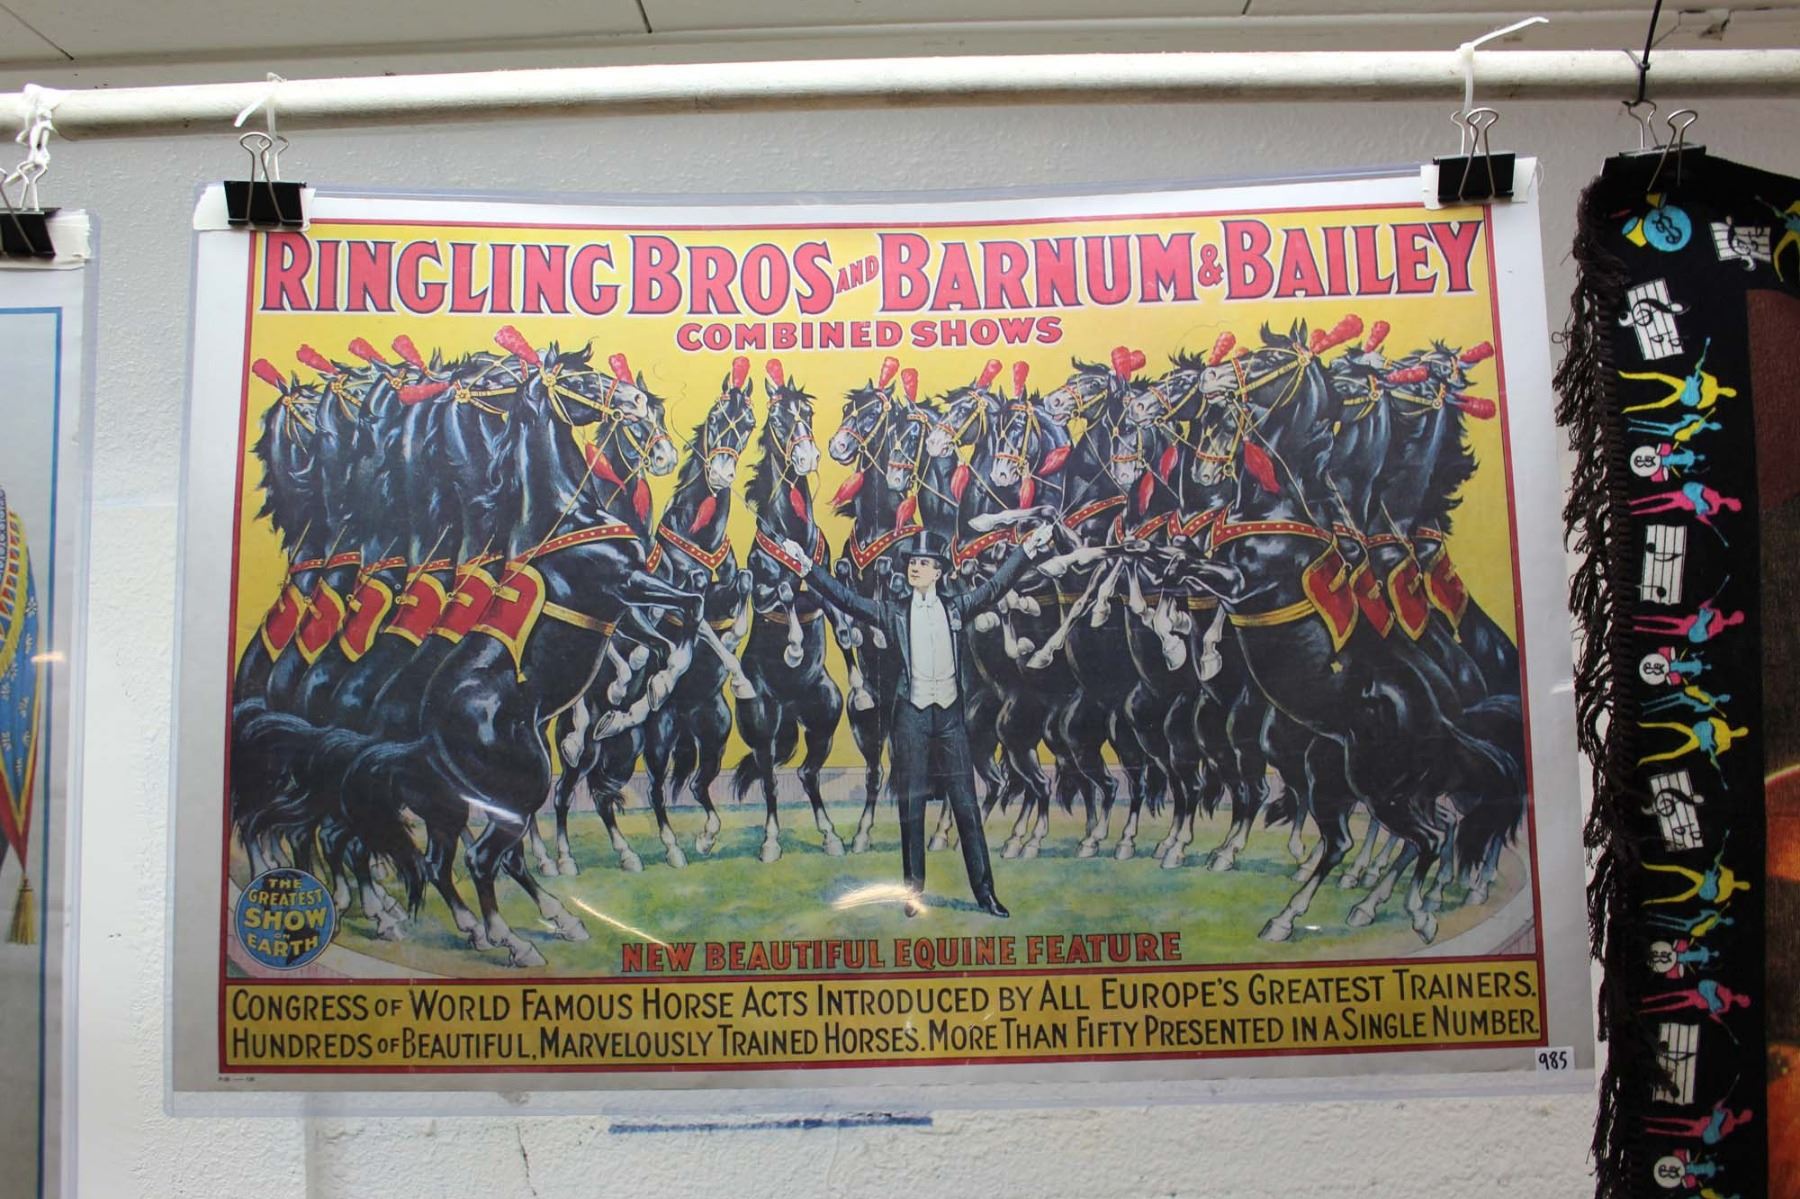 RINGLING BROS AND BARNUM & BAILEY
COMBINED SHOWS
THE
GREATEST
SHOW
ON
EARTH
NEW BEAUTIFUL EQUINE FEATURE
CONGRESS OF WORLD FAMOUS HORSE ACTS INTRODUCED BY ALL EUROPE'S GREATEST TRAINERS.
HUNDREDS OF BEAUTIFUL, MARVELOUSLY TRAINED HORSES. MORE THAN FIFTY PRESENTED IN A SINGLE NUMBER.
985